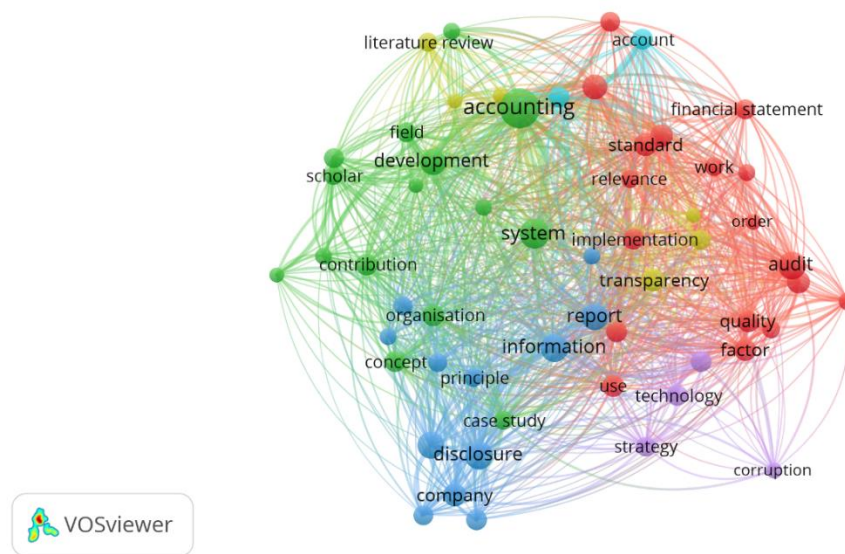 literature review
account
accounting
financial statement
field
standard
development
work
scholar
relevance
order
system
implementation
contribution
audit
transparency
organisation
report
quality
information
factor
concept
principle
use
technology
case study
strategy
disclosure
corruption
company
VOSviewer